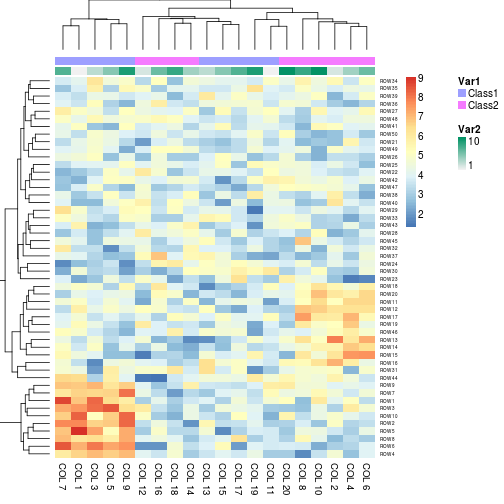 ROW34
ROW35
ROW39
ROW36
ROW27
ROW48
ROW41
ROW50
ROW21
ROW49
ROW26
ROW25
ROW22
ROW42
ROW47
ROW38
ROW40
ROW29
ROW33
ROW43
ROW28
ROW45
ROW32
ROW37
ROW24
ROW30
ROW23
ROW18
ROW20
ROW11
ROW12
ROW17
ROW19
ROW46
ROW13
ROW14
ROW15
ROW16
ROW31
ROW44
ROW9
ROW7
ROW1
ROW3
ROW10
ROW2
ROW5
ROW8
ROW6
ROW4
COL 7
COL 1
COL 3
COL 5
COL 9
COL 12
COL 16
COL 18
COL 14
COL 13
COL 15
COL 17
COL 19
COL 11
COL 20
COL 8
COL 10
COL 2
COL 4
COL 6
9
8
7
6
5
4
3
2
Var1
Class1
Class2
Var2
10
1